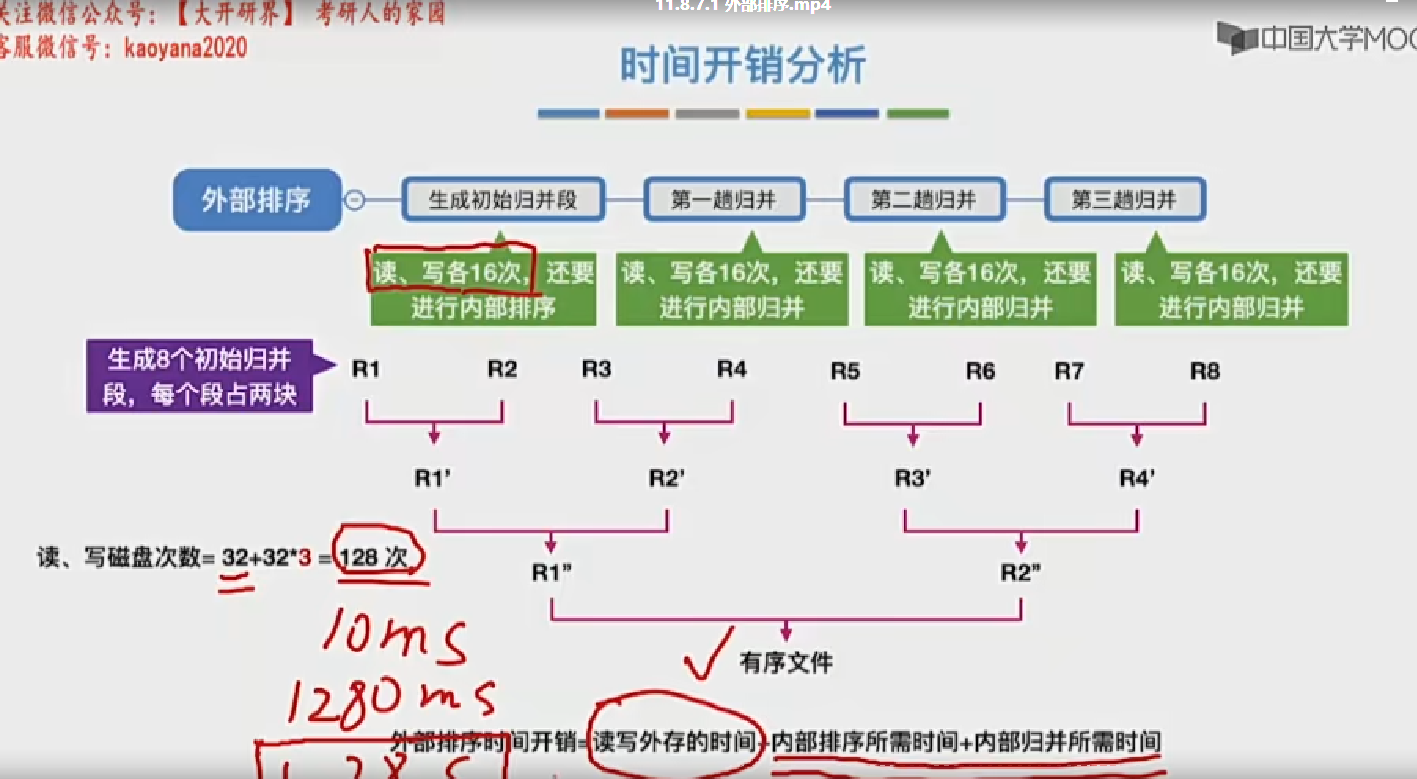 关注微信公众号：【大开研界】 考研人的家园
客服微信号：kaoyana2020
11.8.7.1 外部排序.mp4
中国大学MOO
时间开销分析
外部排序
生成初始归并段
第一趟归并
第二趟归并
第三趟归并
读、写各16次，还要
进行内部排序
读、写各16次，还要
进行内部归并
读、写各16次，还要
进行内部归并
读、写各16次，还要
进行内部归并
生成8个初始归并
段，每个段占两块
R1 R2 R3 R4 R5 R6 R7 R8
R1’ R2’ R3’ R4’
读、写磁盘次数= 32+32*3 = 128 次
R1” R2”
10ms
有序文件
1280ms
外部排序时间开销=读写外存的时间+内部排序所需时间+内部归并所需时间
1.28s